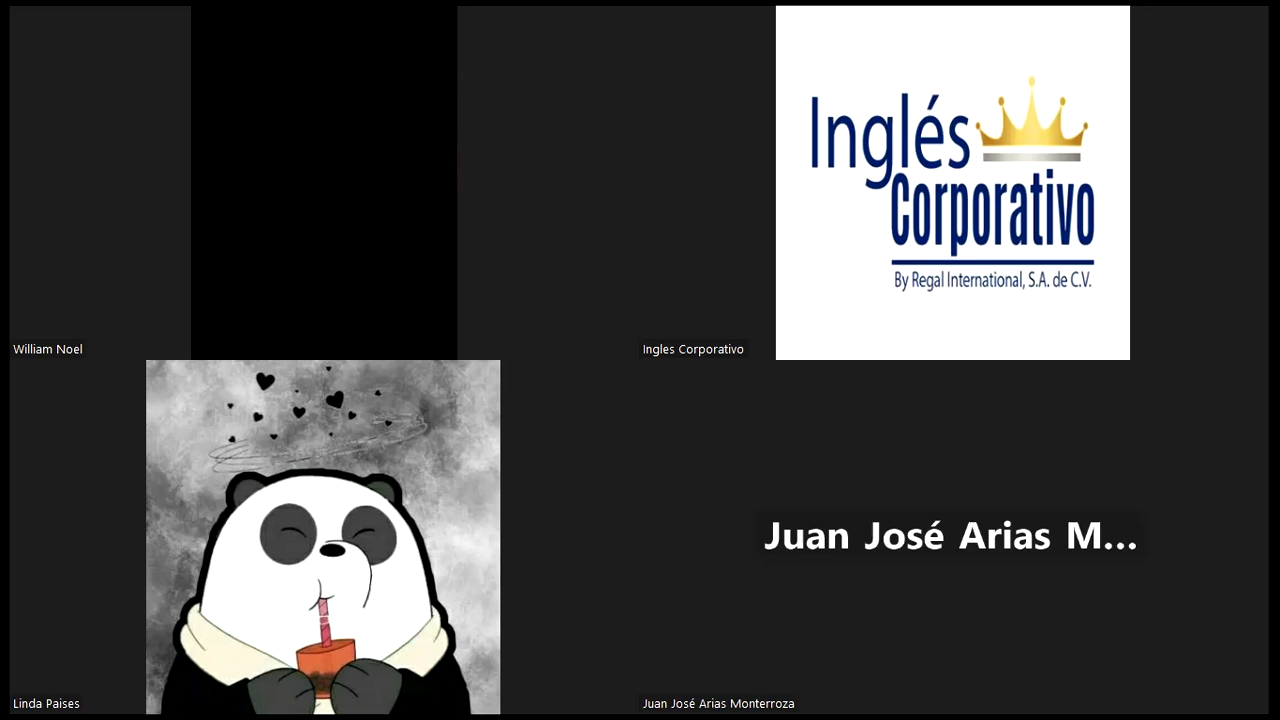 Inglés
Corporativo
By Regal International, S.A. de C.V.
William Noel
Ingles Corporativo
Juan José Arias M...
Linda Paises
Juan José Arias Monterroza